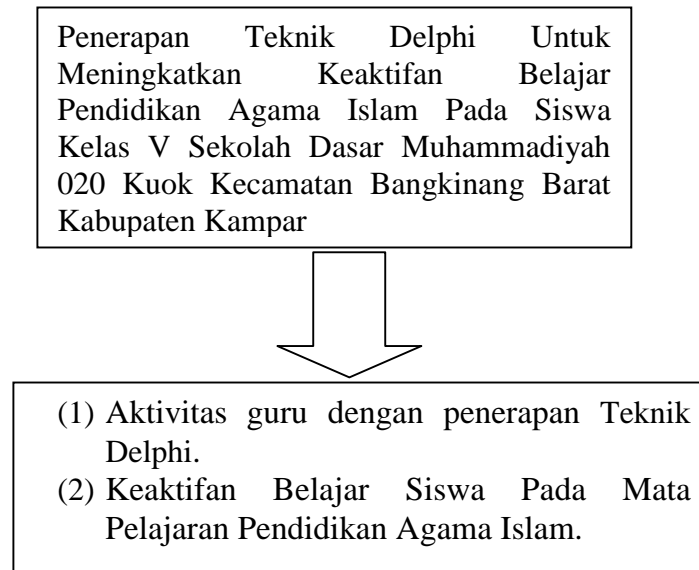 Penerapan Teknik Delphi Untuk
Meningkatkan Keaktifan Belajar
Pendidikan Agama Islam Pada Siswa
Kelas V Sekolah Dasar Muhammadiyah
020 Kuok Kecamatan Bangkinang Barat
Kabupaten Kampar
(1) Aktivitas guru dengan penerapan Teknik
Delphi.
(2) Keaktifan Belajar Siswa Pada Mata
Pelajaran Pendidikan Agama Islam.